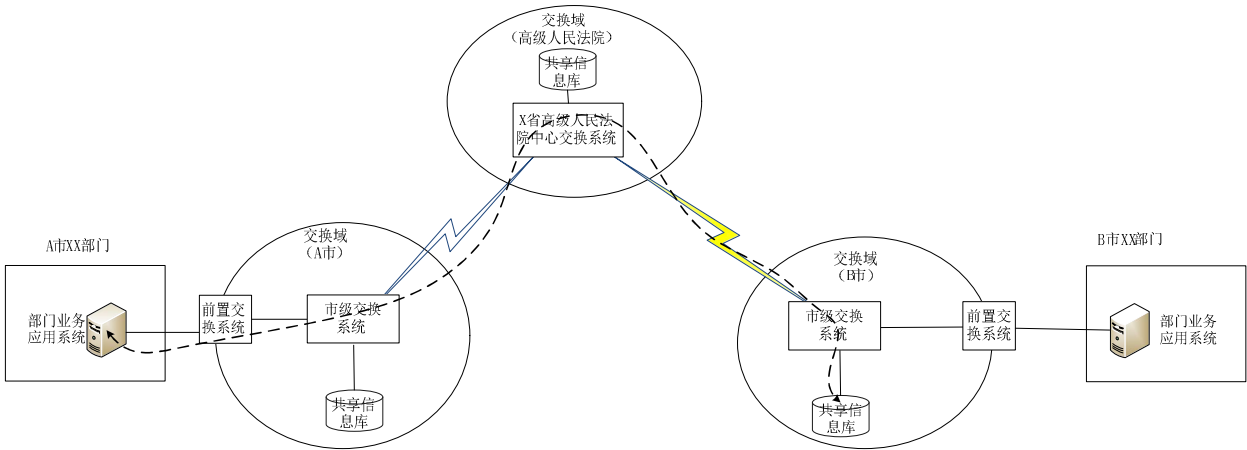 交换域
（高级人民法院）
共享信
息库
X省高级人民法
院中心交换系统
A市XX部门
部门业务
应用系统
交换域
（A市）
前置交
换系统
市级交换
系统
共享信
息库
交换域
（B市）
市级交换
系统
前置交
换系统
共享信
息库
B市XX部门
部门业务
应用系统